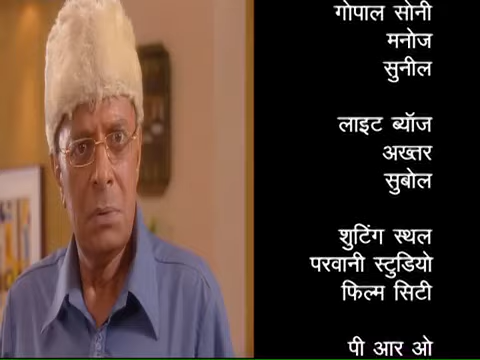 गोपाल सोनी
मनोज
सुनील
लाइट ब्यॉज
अख्तर
सुबोल
शुटिंग स्थल
परवानी स्टुडियो
फिल्म सिटी
पी आर ओ